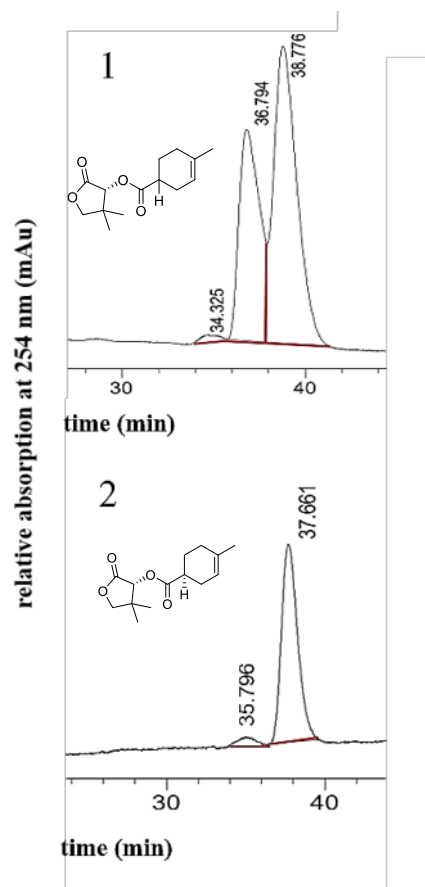 1
36.794
38.776
34.325
O
O
O
O
H
30
40
time (min)
relative absorption at 254 nm (mAu)
2
37.661
35.796
O
O
O
O
H
30
40
time (min)